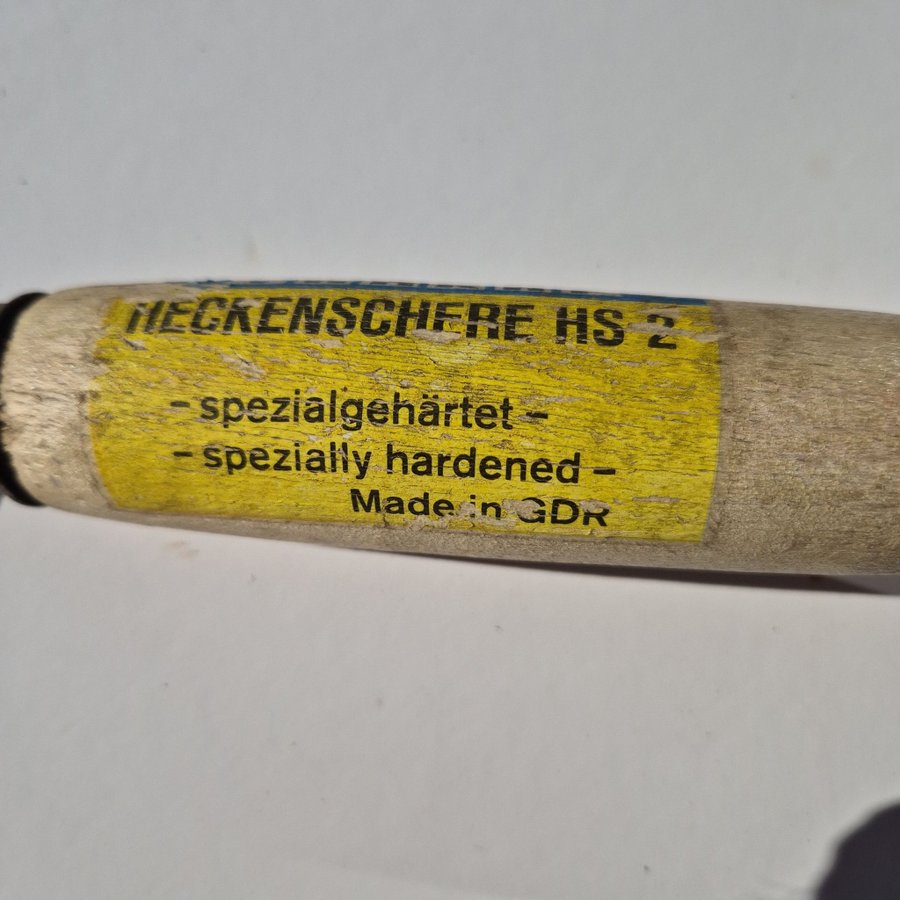 HECKENSCHERE HS 2
- spezialgehärtet -
- spezially hardened -
Made in GDR